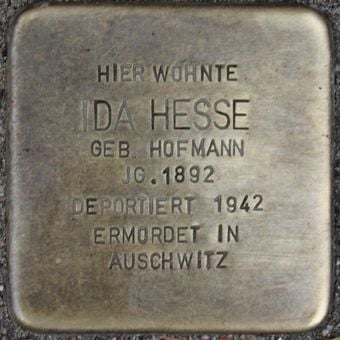 HIER WOHNTE
IDA HESSE
GEB. HOFMANN
JG. 1892
DEPORTIERT 1942
ERMORDET IN
AUSCHWITZ